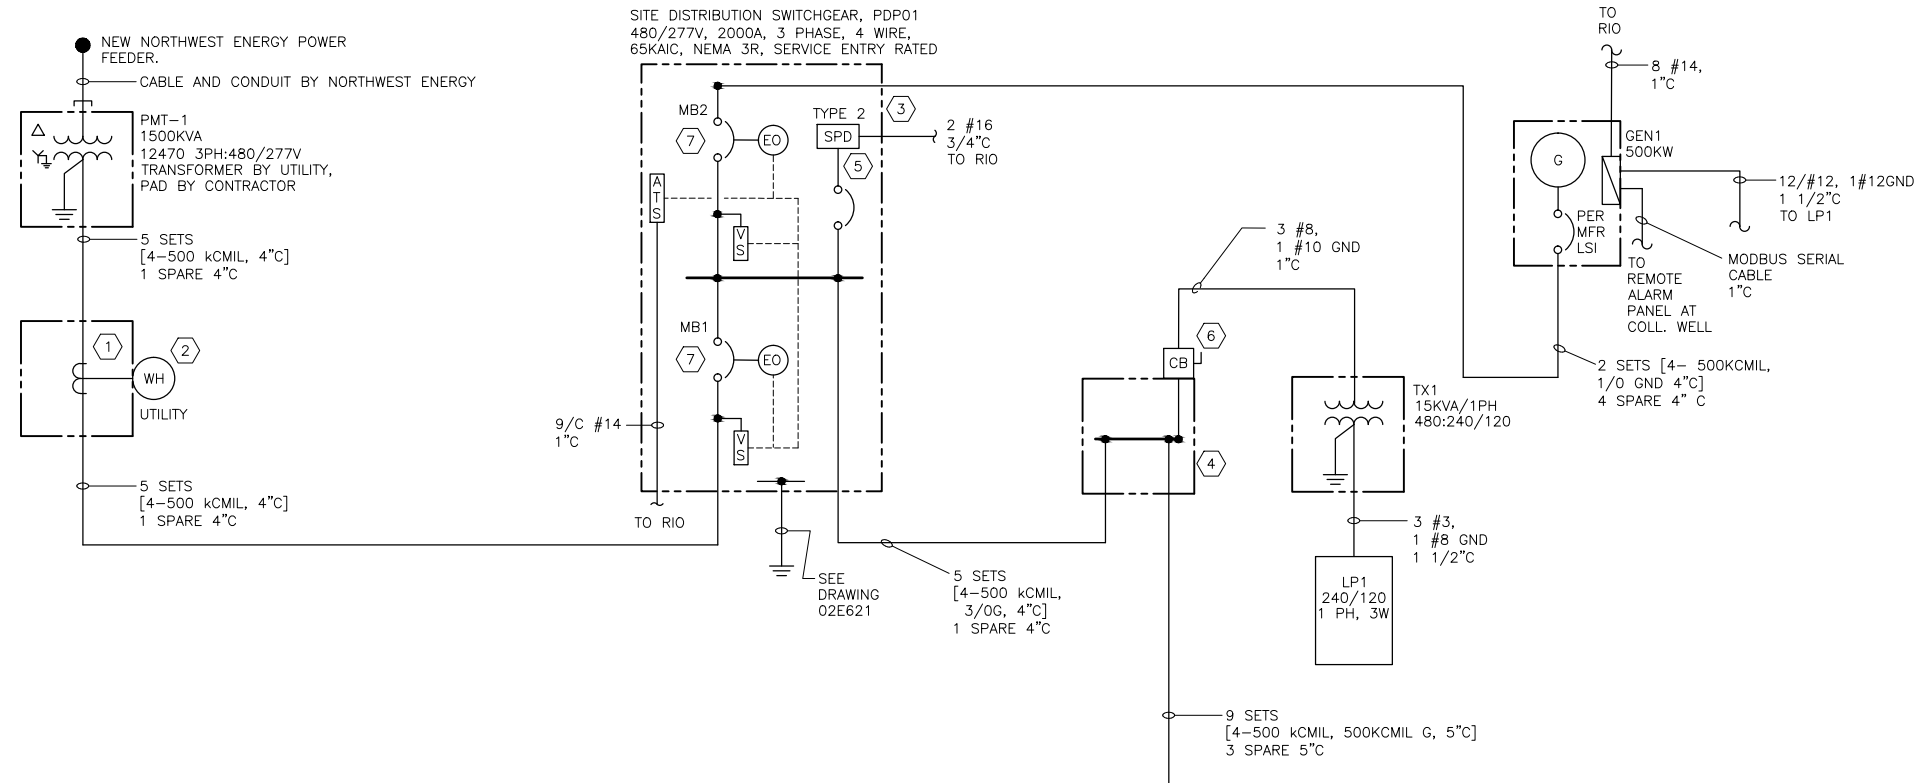 SITE DISTRIBUTION SWITCHGEAR, PDP01
480/277V, 2000A, 3 PHASE, 4 WIRE,
65KAIC, NEMA 3R, SERVICE ENTRY RATED
NEW NORTHWEST ENERGY POWER
FEEDER.
CABLE AND CONDUIT BY NORTHWEST ENERGY
PMT-1
1500KVA
12470 3PH:480/277V
TRANSFORMER BY UTILITY,
PAD BY CONTRACTOR
5 SETS
[4-500 kCMIL, 4"C]
1 SPARE 4"C
1
2
WH
UTILITY
5 SETS
[4-500 kCMIL, 4"C]
1 SPARE 4"C
MB2
7
EO
TYPE 2
SPD
3
5
2 #16
3/4"C
TO RIO
ATS
VS
MB1
7
EO
VS
9/C #14
1"C
TO RIO
SEE
DRAWING
02E621
5 SETS
[4-500 kCMIL,
3/0G, 4"C]
1 SPARE 4"C
3 #8,
1 #10 GND
1"C
6
CB
4
TX1
15KVA/1PH
480:240/120
3 #3,
1 #8 GND
1 1/2"C
LP1
240/120
1 PH, 3W
9 SETS
[4-500 kCMIL, 500KCMIL G, 5"C]
3 SPARE 5"C
TO
RIO
8 #14,
1"C
GEN1
500KW
G
PER
MFR
LSI
12/#12, 1#12GND
1 1/2"C
TO LP1
MODBUS SERIAL
CABLE
1"C
TO
REMOTE
ALARM
PANEL AT
COLL. WELL
2 SETS [4- 500KCMIL,
1/0 GND 4"C]
4 SPARE 4" C